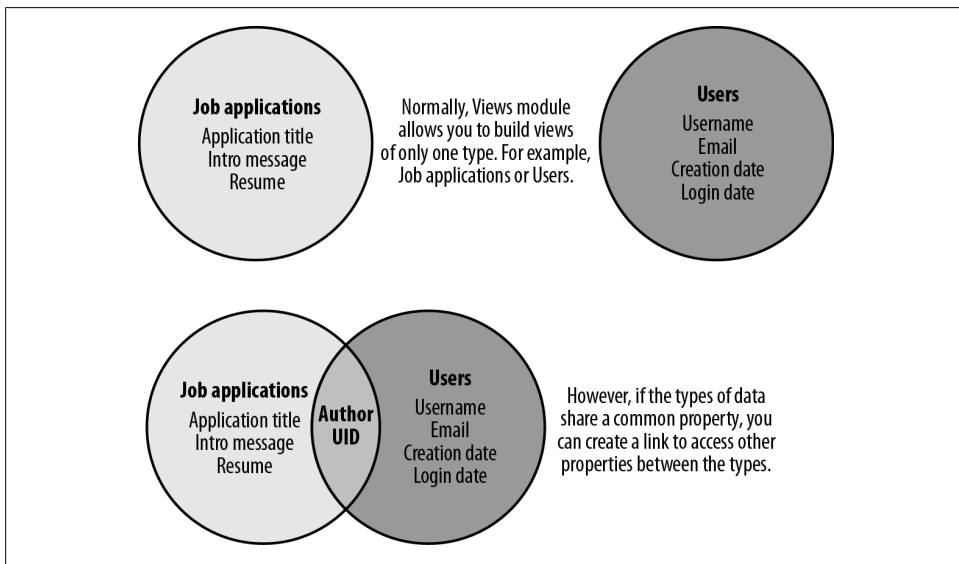 Job applications
Application title
Intro message
Resume
Normally, Views module
allows you to build views
of only one type. For example,
Job applications or Users.
Users
Username
Email
Creation date
Login date
Job applications
Application title
Intro message
Resume
Author
UID
Users
Username
Email
Creation date
Login date
However, if the types of data
share a common property, you
can create a link to access other
properties between the types.